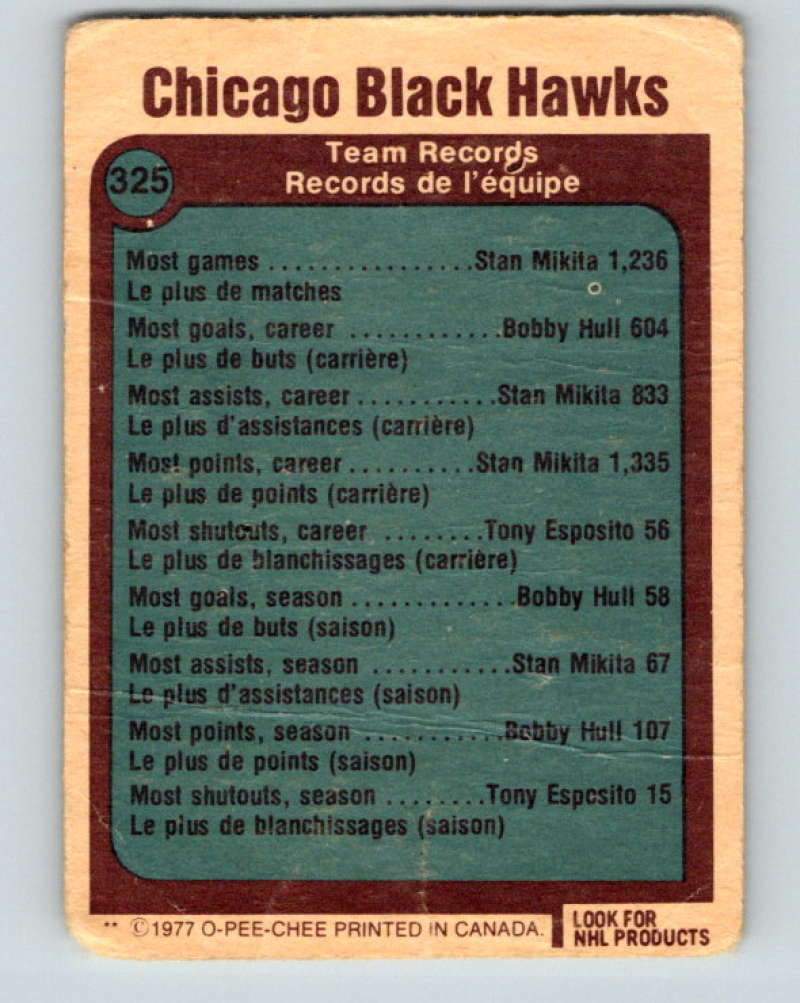 Chicago Black Hawks
325
Team Records
Records de l'équipe
Most games ................Stan Mikita 1,236
Le plus de matches
Most goals, career ............Bobby Hull 604
Le plus de buts (carrière)
Most assists, career...........Stan Mikita 833
Le plus d'assistances (carrière)
Most points, career..........Stan Mikita 1,335
Le plus de points (carrière)
Most shutouts, career ........Tony Esposito 56
Le plus de blanchissages (carrière)
Most goals, season .............Bobby Hull 58
Le plus de buts (saison)
Most assists, season ...........Stan Mikita 67
Le plus d'assistances (saison)
Most points, season ...........Bobby Hull 107
Le plus de points (saison)
Most shutouts, season ........Tony Esposito 15
Le plus de blanchissages (saison)
** ©1977 O-PEE-CHEE PRINTED IN CANADA.
LOOK FOR
NHL PRODUCTS